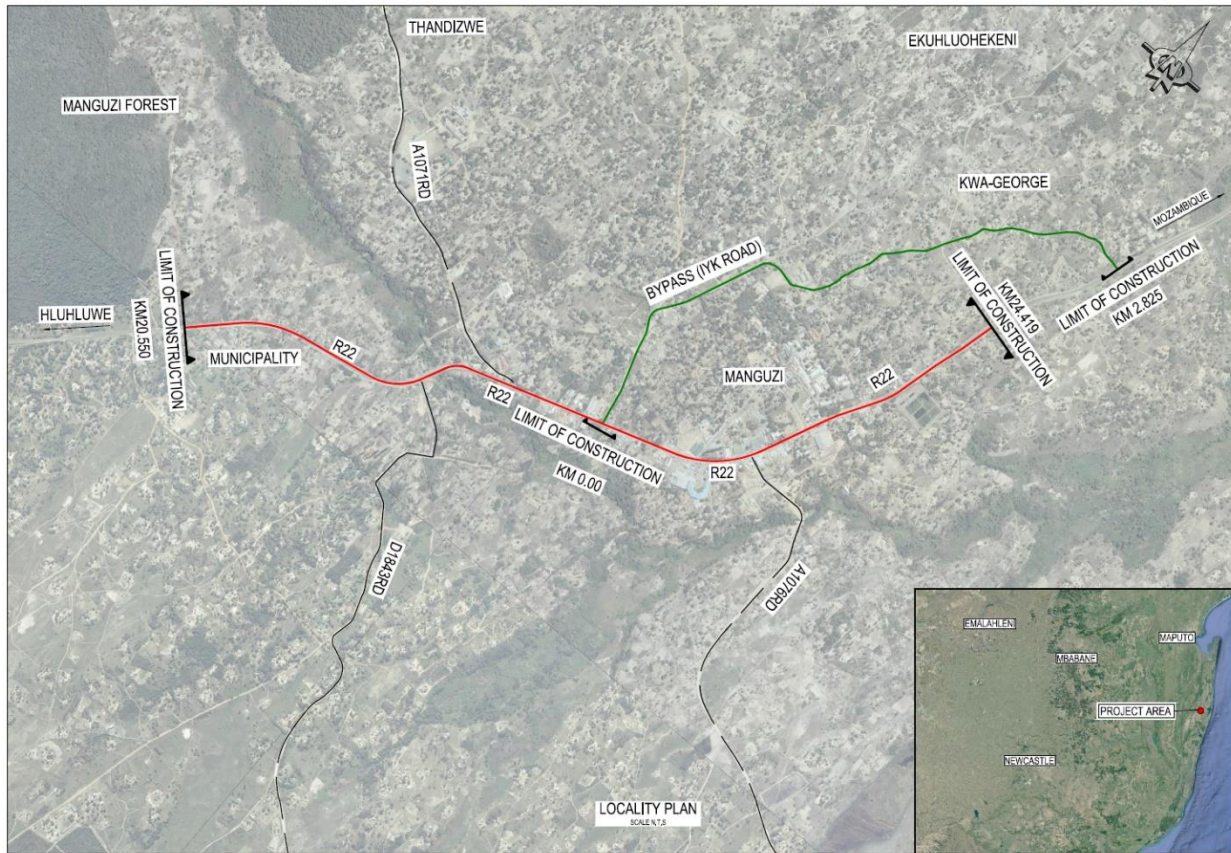 THANDIZWE
EKUHLUOHEKENI
MANGUZI FOREST
A1071RD
KWA-GEORGE
MOZAMBIQUE
BYPASS (IYK ROAD)
LIMIT OF CONSTRUCTION
KM 2.825
LIMIT OF CONSTRUCTION
KM24.419
HLUHLUWE
LIMIT OF CONSTRUCTION
KM20.550
MUNICIPALITY
R22
R22
MANGUZI
R22
LIMIT OF CONSTRUCTION
KM 0.00
R22
D1843RD
A1076RD
LOCALITY PLAN
SCALE N,T,S
EMALAHLEN
MAPUTO
MBABANE
PROJECT AREA
NEWCASTLE